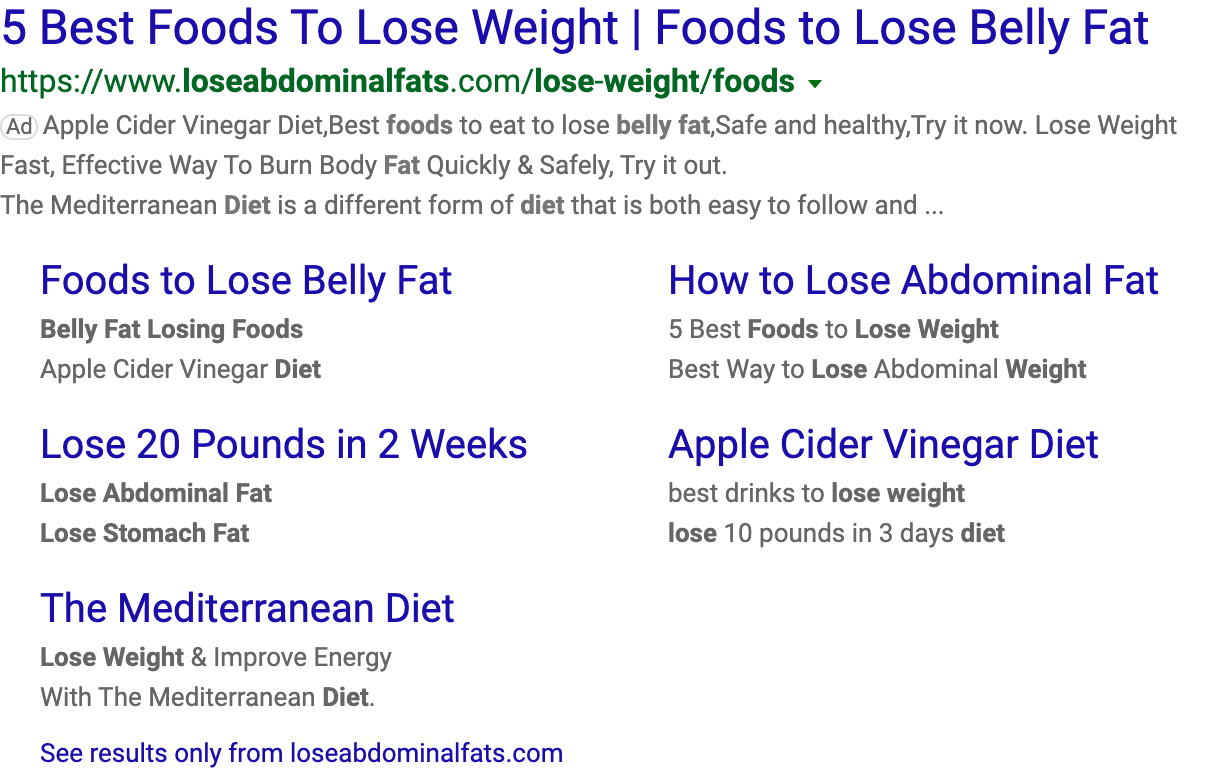 5 Best Foods To Lose Weight | Foods to Lose Belly Fat
https://www.loseabdominalfats.com/lose-weight/foods
Ad Apple Cider Vinegar Diet,Best foods to eat to lose belly fat,Safe and healthy,Try it now. Lose Weight
Fast, Effective Way To Burn Body Fat Quickly & Safely, Try it out.
The Mediterranean Diet is a different form of diet that is both easy to follow and ...
Foods to Lose Belly Fat
Belly Fat Losing Foods
Apple Cider Vinegar Diet
How to Lose Abdominal Fat
5 Best Foods to Lose Weight
Best Way to Lose Abdominal Weight
Lose 20 Pounds in 2 Weeks
Lose Abdominal Fat
Lose Stomach Fat
Apple Cider Vinegar Diet
best drinks to lose weight
lose 10 pounds in 3 days diet
The Mediterranean Diet
Lose Weight & Improve Energy
With The Mediterranean Diet.
See results only from loseabdominalfats.com